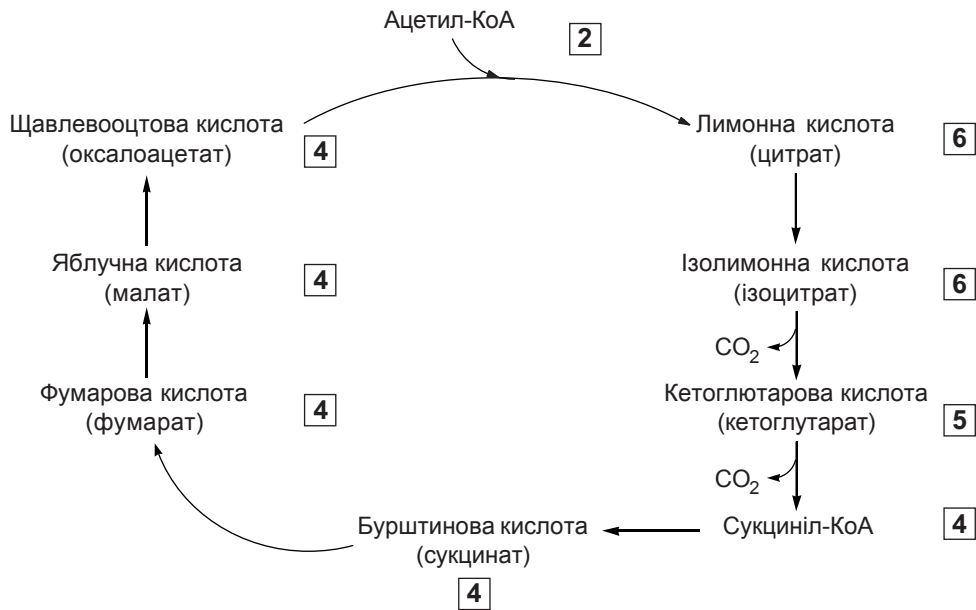 Ацетил-КоА
2
Щавлевооцтова кислота
(оксалоацетат)
4
Лимонна кислота
(цитрат)
6
Яблучна кислота
(малат)
4
Ізолимонна кислота
(ізоцитрат)
6
CO2
Фумарова кислота
(фумарат)
4
Кетоглютарова кислота
(кетоглутарат)
5
CO2
Бурштинова кислота
(сукцинат)
4
Сукциніл-КоА
4